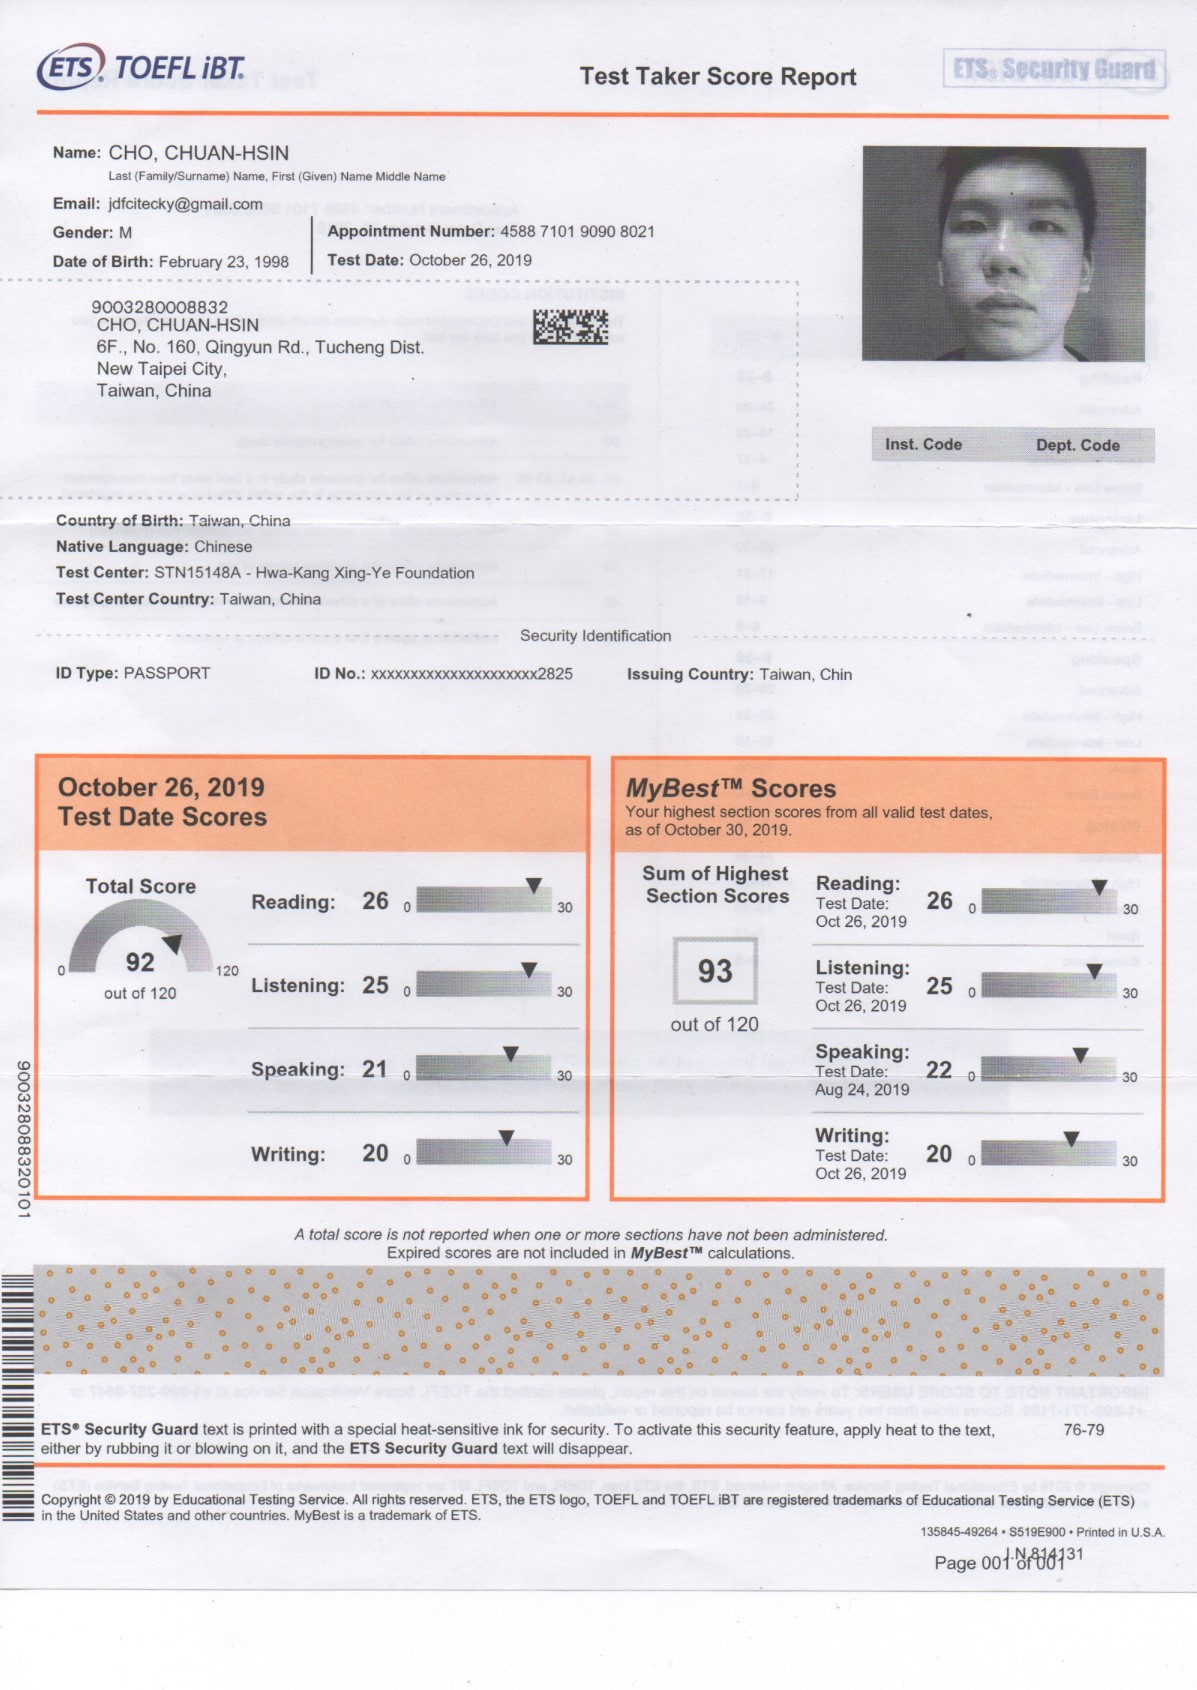 ETS® TOEFL iBT®
Test Taker Score Report
ETS® Security Guard
Name: CHO, CHUAN-HSIN
Last (Family/Surname) Name, First (Given) Name Middle Name
Email: jdfcitecky@gmail.com
Gender: M
Appointment Number: 4588 7101 9090 8021
Date of Birth: February 23, 1998
Test Date: October 26, 2019
9003280008832
CHO, CHUAN-HSIN
6F., No. 160, Qingyun Rd., Tucheng Dist.
New Taipei City,
Taiwan, China
Inst. Code Dept. Code
Country of Birth: Taiwan, China
Native Language: Chinese
Test Center: STN15148A - Hwa-Kang Xing-Ye Foundation
Test Center Country: Taiwan, China
Security Identification
ID Type: PASSPORT ID No.: xxxxxxxxxxxxxxxxxxxxx2825 Issuing Country: Taiwan, Chin
October 26, 2019
Test Date Scores
Total Score
0 92 120
out of 120
Reading: 26 0 30
Listening: 25 0 30
Speaking: 21 0 30
Writing: 20 0 30
MyBest™ Scores
Your highest section scores from all valid test dates,
as of October 30, 2019.
Sum of Highest
Section Scores
93
out of 120
Reading: 26 0 30
Test Date:
Oct 26, 2019
Listening: 25 0 30
Test Date:
Oct 26, 2019
Speaking: 22 0 30
Test Date:
Aug 24, 2019
Writing: 20 0 30
Test Date:
Oct 26, 2019
900328088320101
A total score is not reported when one or more sections have not been administered.
Expired scores are not included in MyBest™ calculations.
ETS® Security Guard text is printed with a special heat-sensitive ink for security. To activate this security feature, apply heat to the text,
either by rubbing it or blowing on it, and the ETS Security Guard text will disappear.
76-79
Copyright © 2019 by Educational Testing Service. All rights reserved. ETS, the ETS logo, TOEFL and TOEFL iBT are registered trademarks of Educational Testing Service (ETS)
in the United States and other countries. MyBest is a trademark of ETS.
135845-49264 • S519E900 • Printed in U.S.A.
I.N.814131
Page 001 of 001